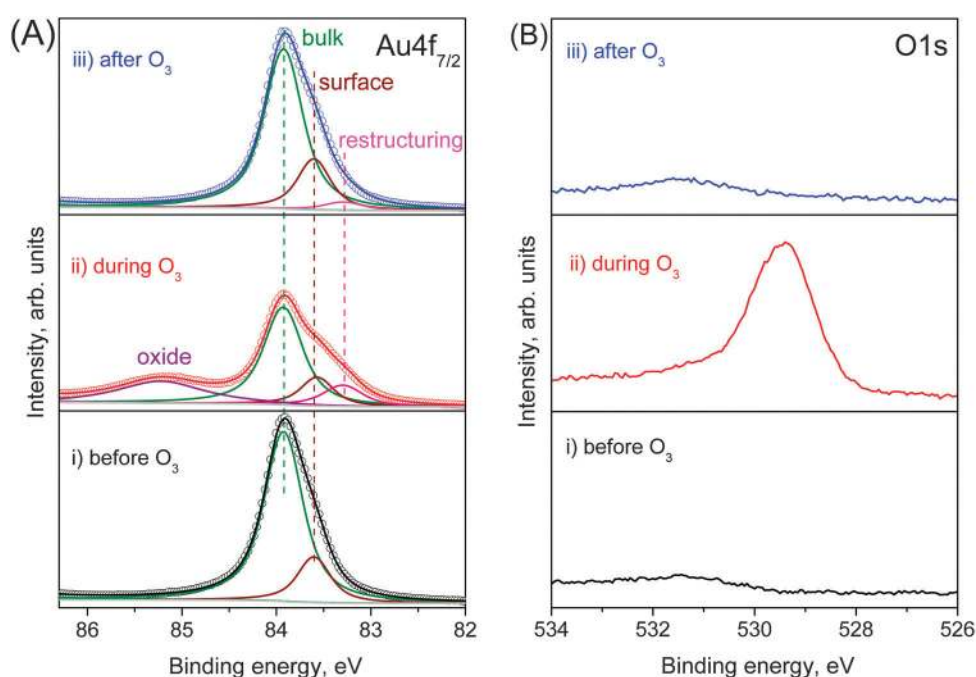 (A)
Au4f7/2
iii) after O3
bulk
surface
restructuring
ii) during O3
oxide
i) before O3
Intensity, arb. units
86 85 84 83 82
Binding energy, eV
(B)
O1s
iii) after O3
ii) during O3
i) before O3
Intensity, arb. units
534 532 530 528 526
Binding energy, eV